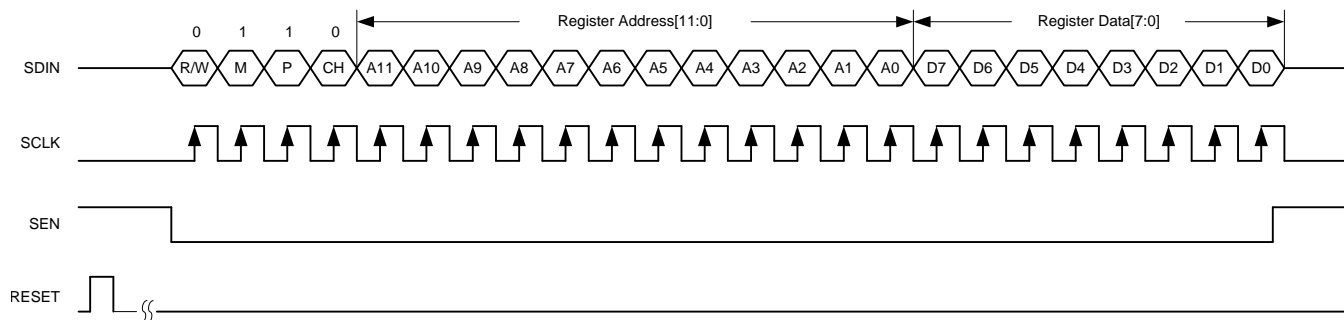 Register Address[11:0] Register Data[7:0]
0 1 1 0
SDIN R/W M P CH A11 A10 A9 A8 A7 A6 A5 A4 A3 A2 A1 A0 D7 D6 D5 D4 D3 D2 D1 D0
SCLK
SEN
RESET